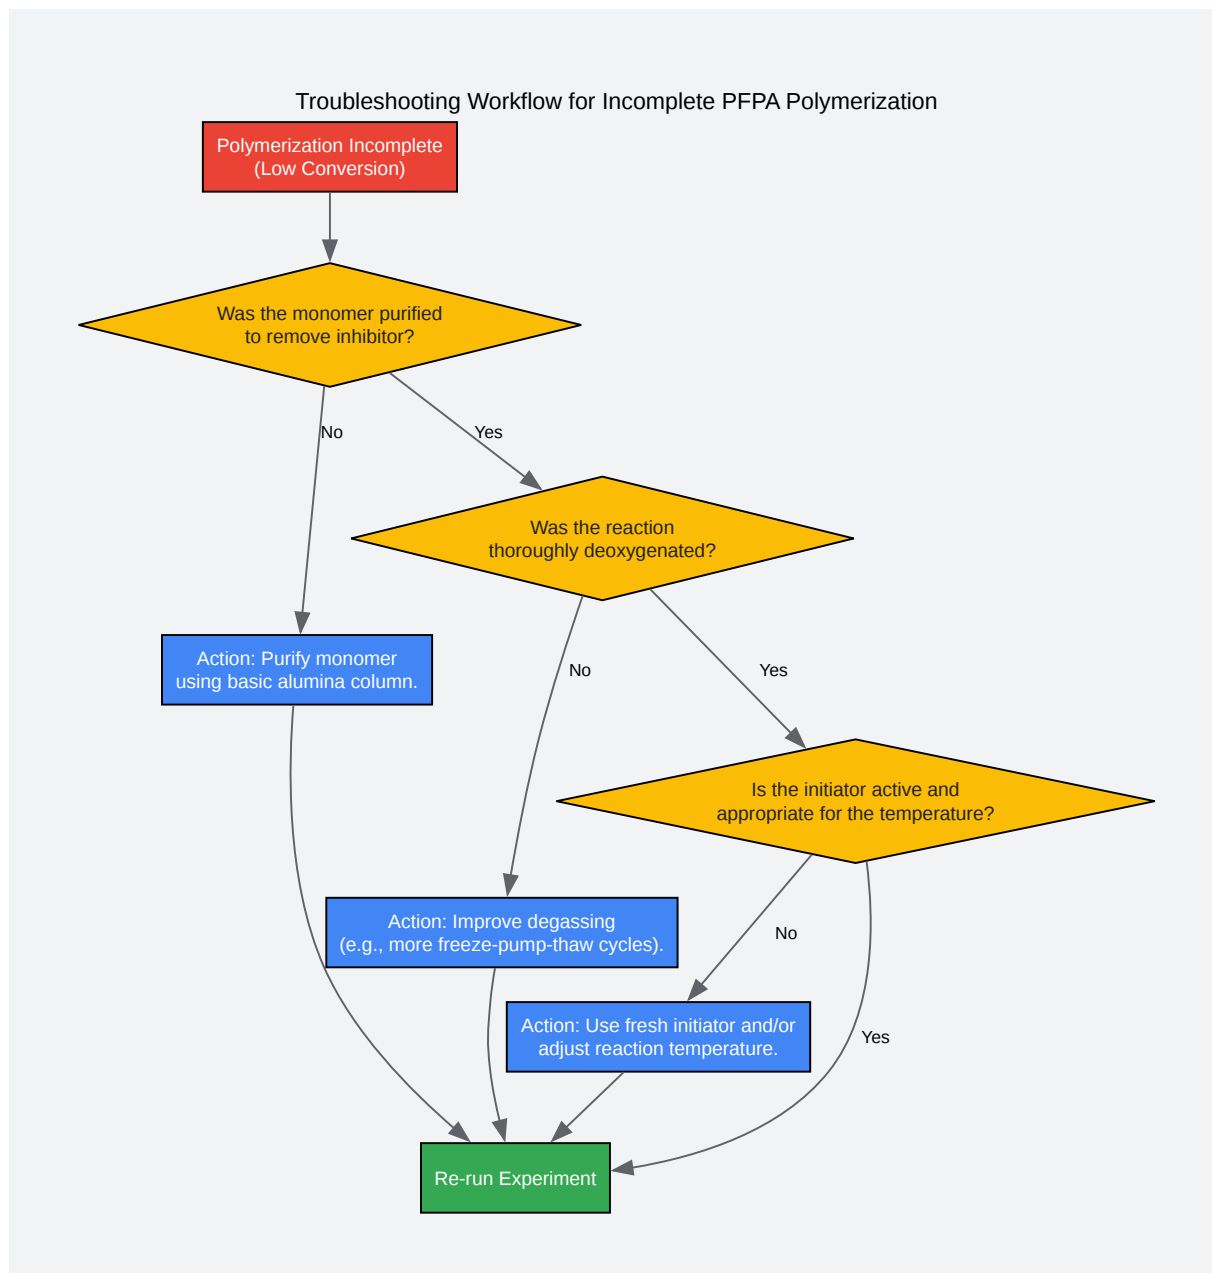 Troubleshooting Workflow for Incomplete PFPA Polymerization
Polymerization Incomplete
(Low Conversion)
Was the monomer purified
to remove inhibitor?
No
Yes
Was the reaction
thoroughly deoxygenated?
Action: Purify monomer
using basic alumina column.
No
Yes
Is the initiator active and
appropriate for the temperature?
Action: Improve degassing
(e.g., more freeze-pump-thaw cycles).
No
Action: Use fresh initiator and/or
adjust reaction temperature.
Yes
Re-run Experiment